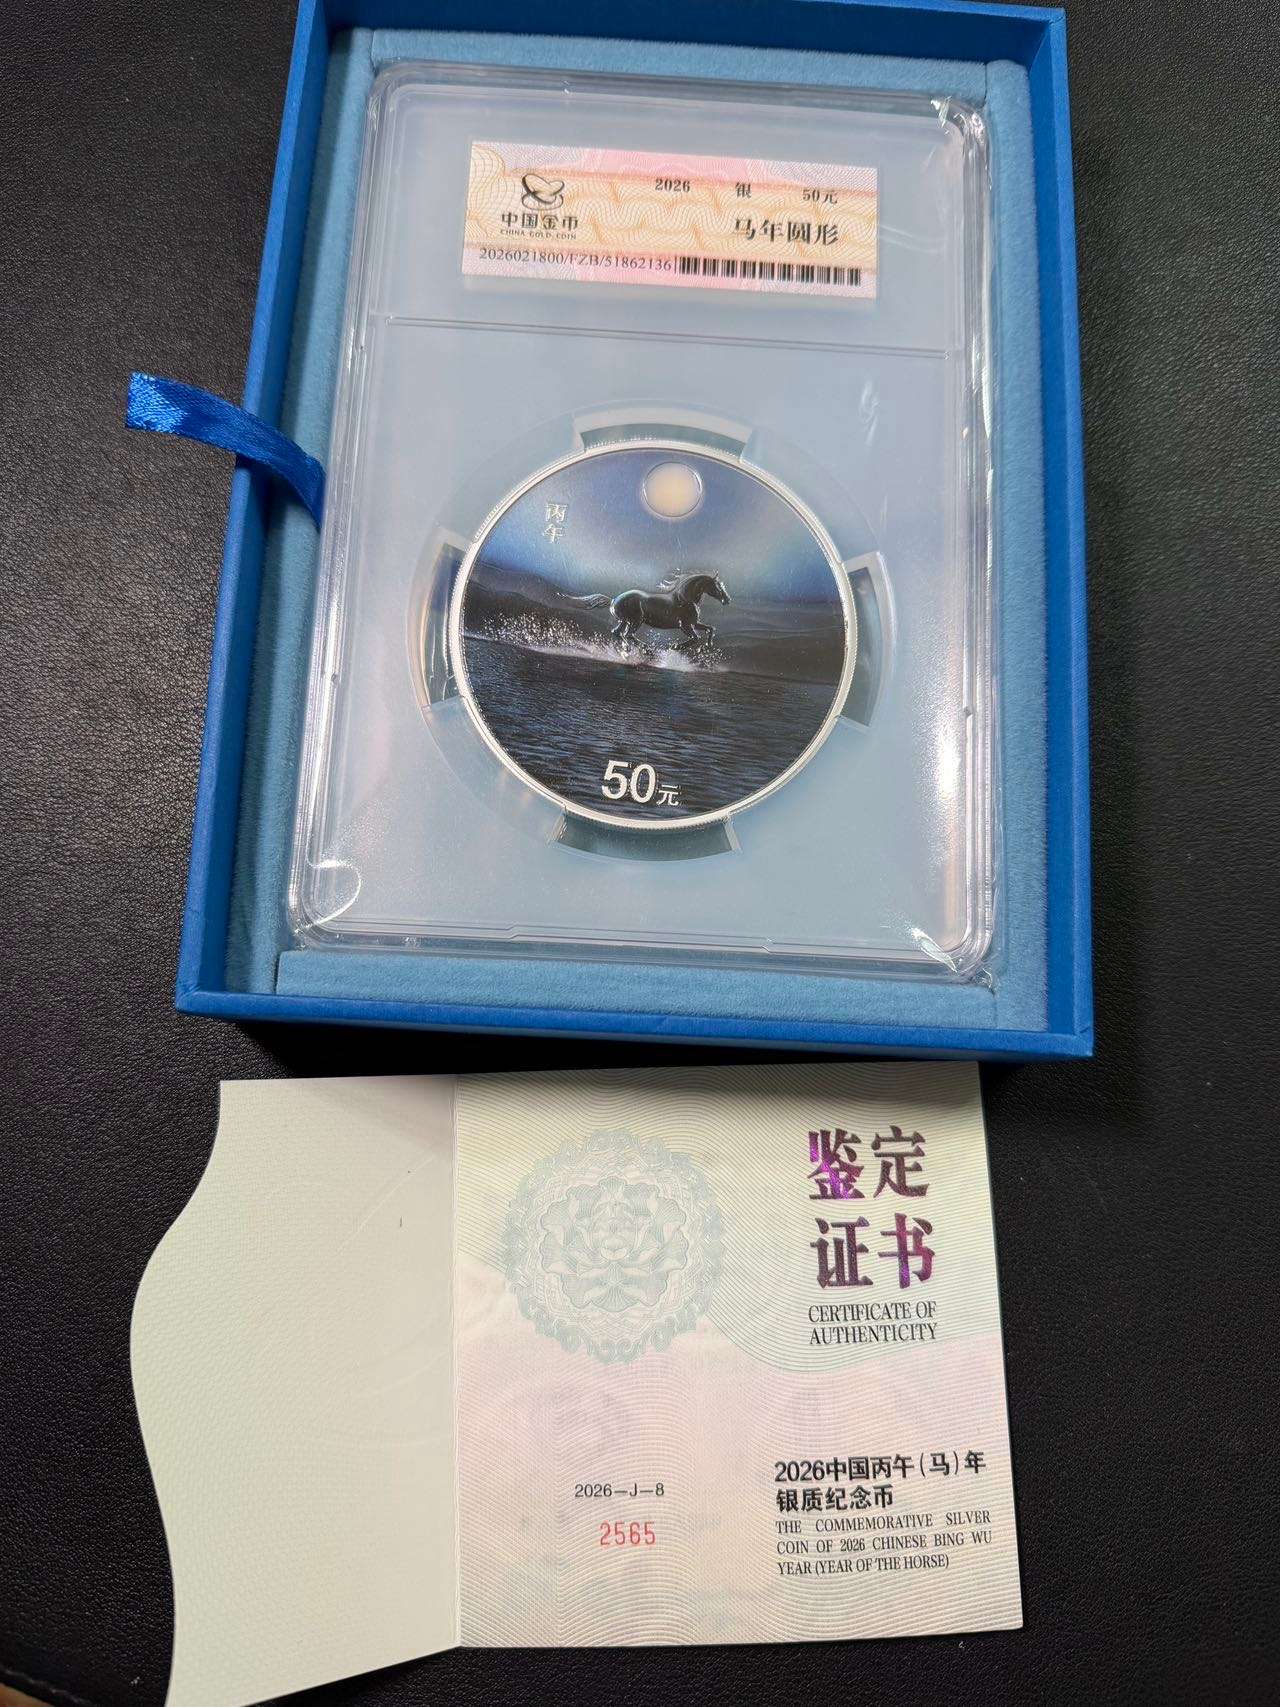 2026 银 50元
中国金币
CHINA GOLD COIN
马年圆形
2026021800/FZB/51862136
丙
午
50元
鉴定
证书
CERTIFICATE OF
AUTHENTICITY
2026—J—8
2565
2026中国丙午(马)年
银质纪念币
THE COMMEMORATIVE SILVER
COIN OF 2026 CHINESE BING WU
YEAR (YEAR OF THE HORSE)